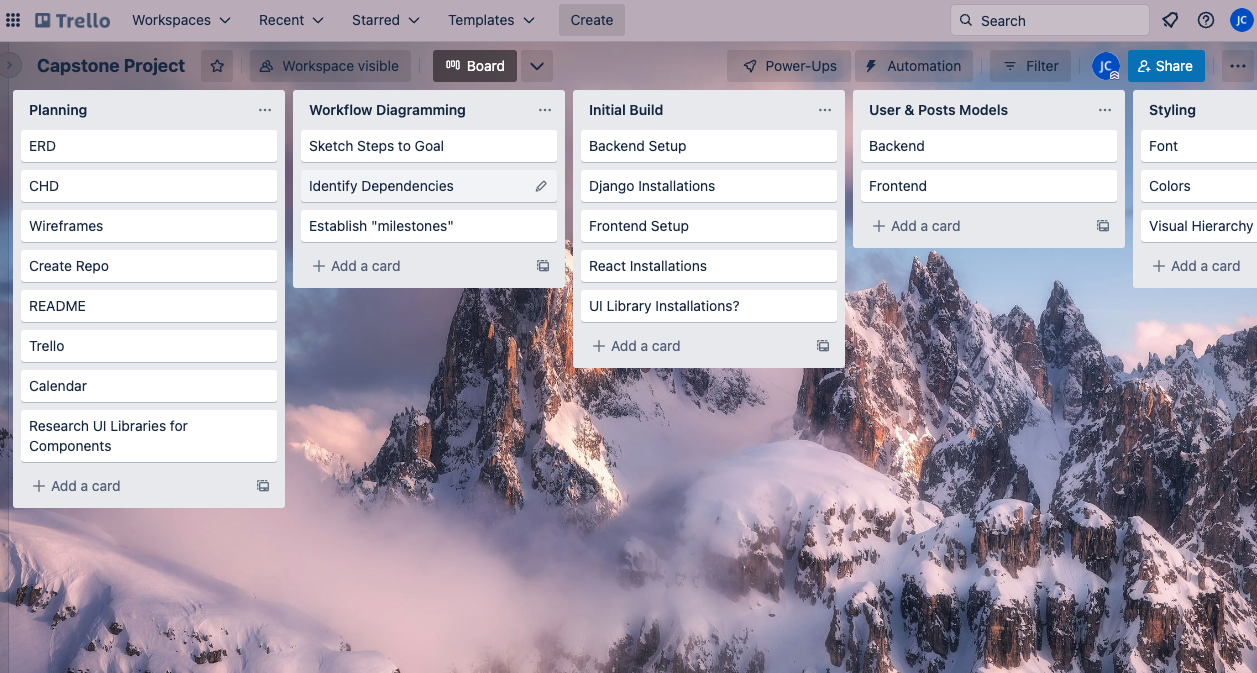 Trello
Workspaces
Recent
Starred
Templates
Create
Search
JC
Capstone Project
Workspace visible
Board
Power-Ups
Automation
Filter
JC
Share
Planning
ERD
CHD
Wireframes
Create Repo
README
Trello
Calendar
Research UI Libraries for
Components
Add a card
Workflow Diagramming
Sketch Steps to Goal
Identify Dependencies
Establish "milestones"
Add a card
Initial Build
Backend Setup
Django Installations
Frontend Setup
React Installations
UI Library Installations?
Add a card
User & Posts Models
Backend
Frontend
Add a card
Styling
Font
Colors
Visual Hierarchy
Add a card